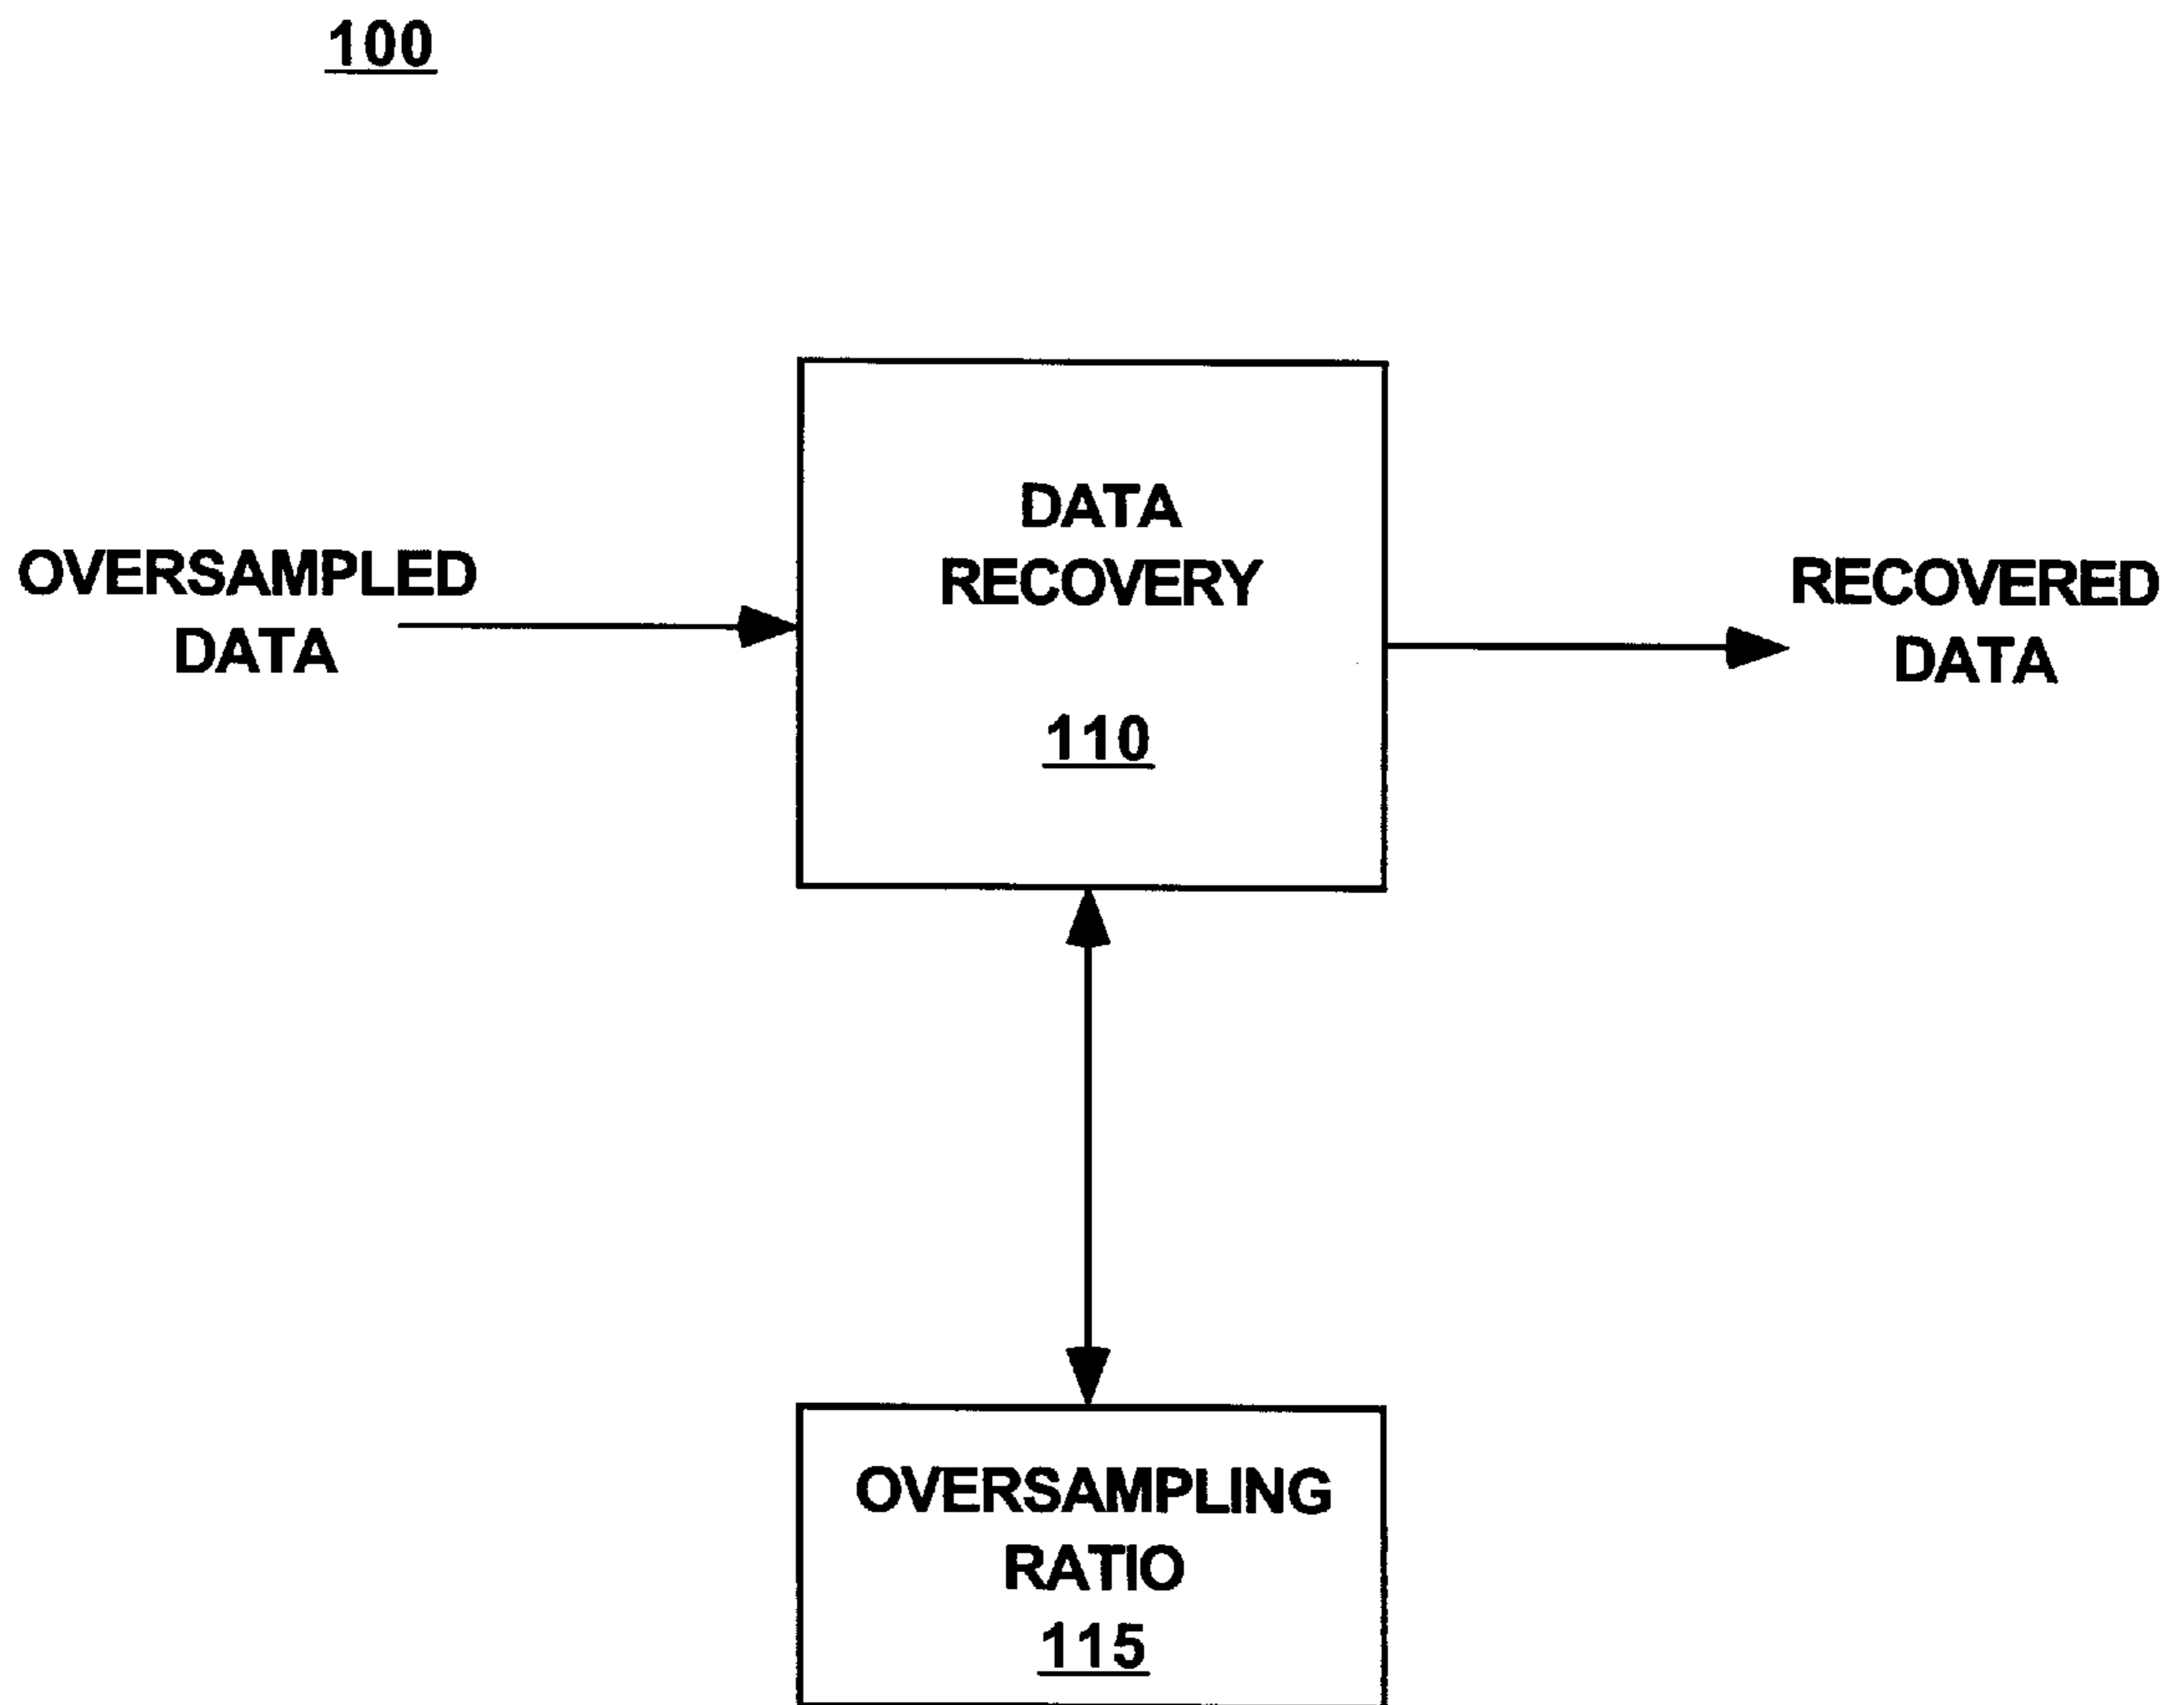 100
DATA
RECOVERY
110
OVERSAMPLED
DATA
RECOVERED
DATA
OVERSAMPLING
RATIO
115